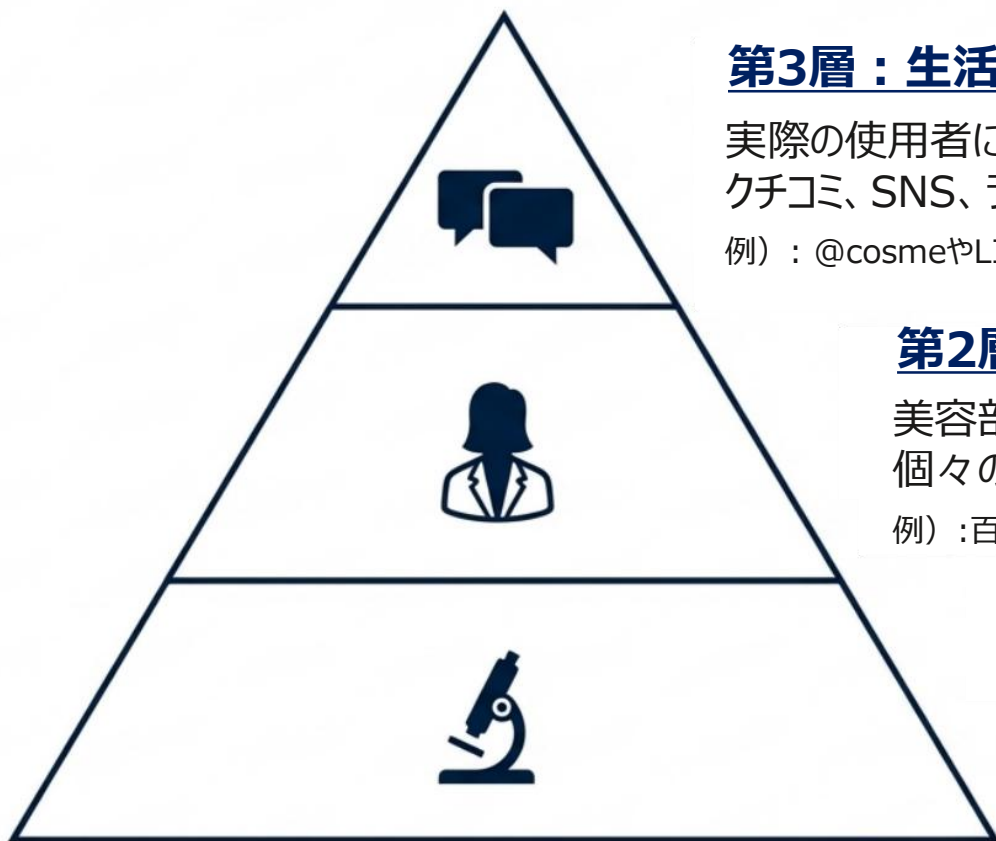 第3層：生活
実際の使用者に
クチコミ、SNS、
例）: @cosmeやL
第2層
美容部
個々の
例）:百